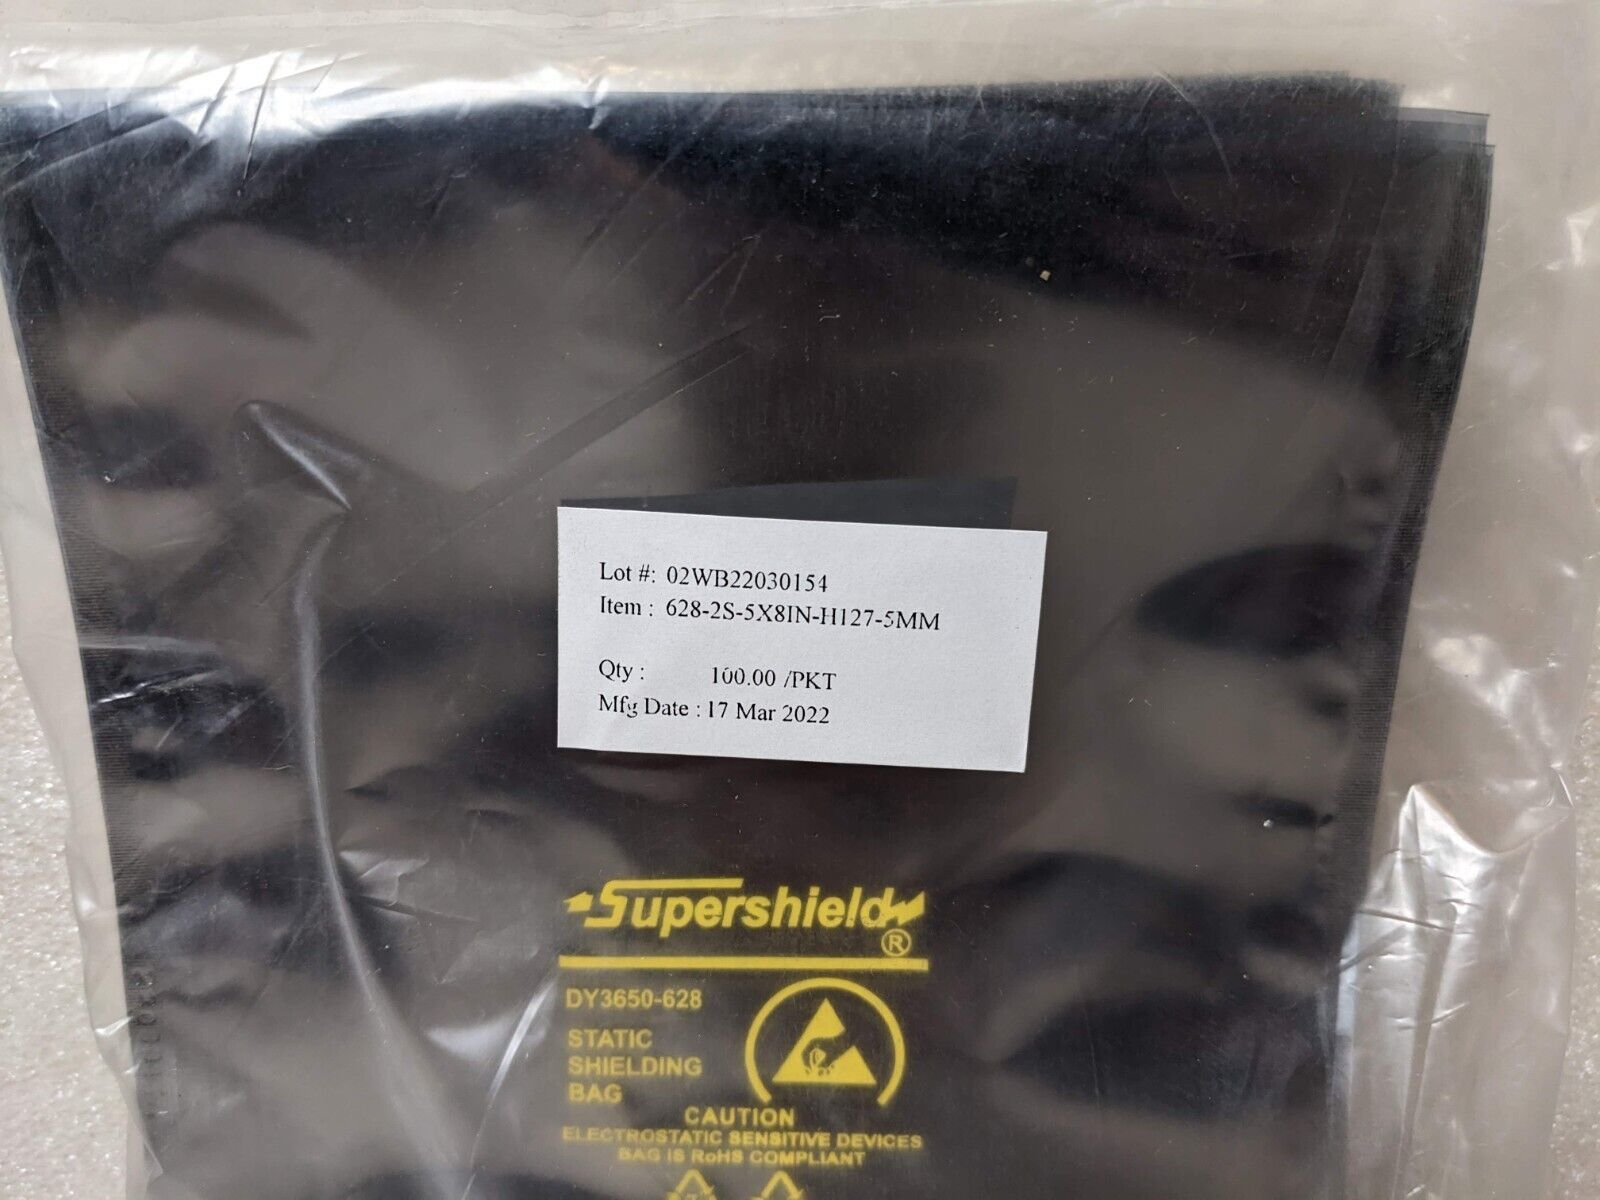 Lot #: 02WB22030154
Item : 628-2S-5X8IN-H127-5MM
Qty : 100.00 /PKT
Mfg Date : 17 Mar 2022
Supershield
®
DY3650-628
STATIC
SHIELDING
BAG
CAUTION
ELECTROSTATIC SENSITIVE DEVICES
BAG IS RoHS COMPLIANT